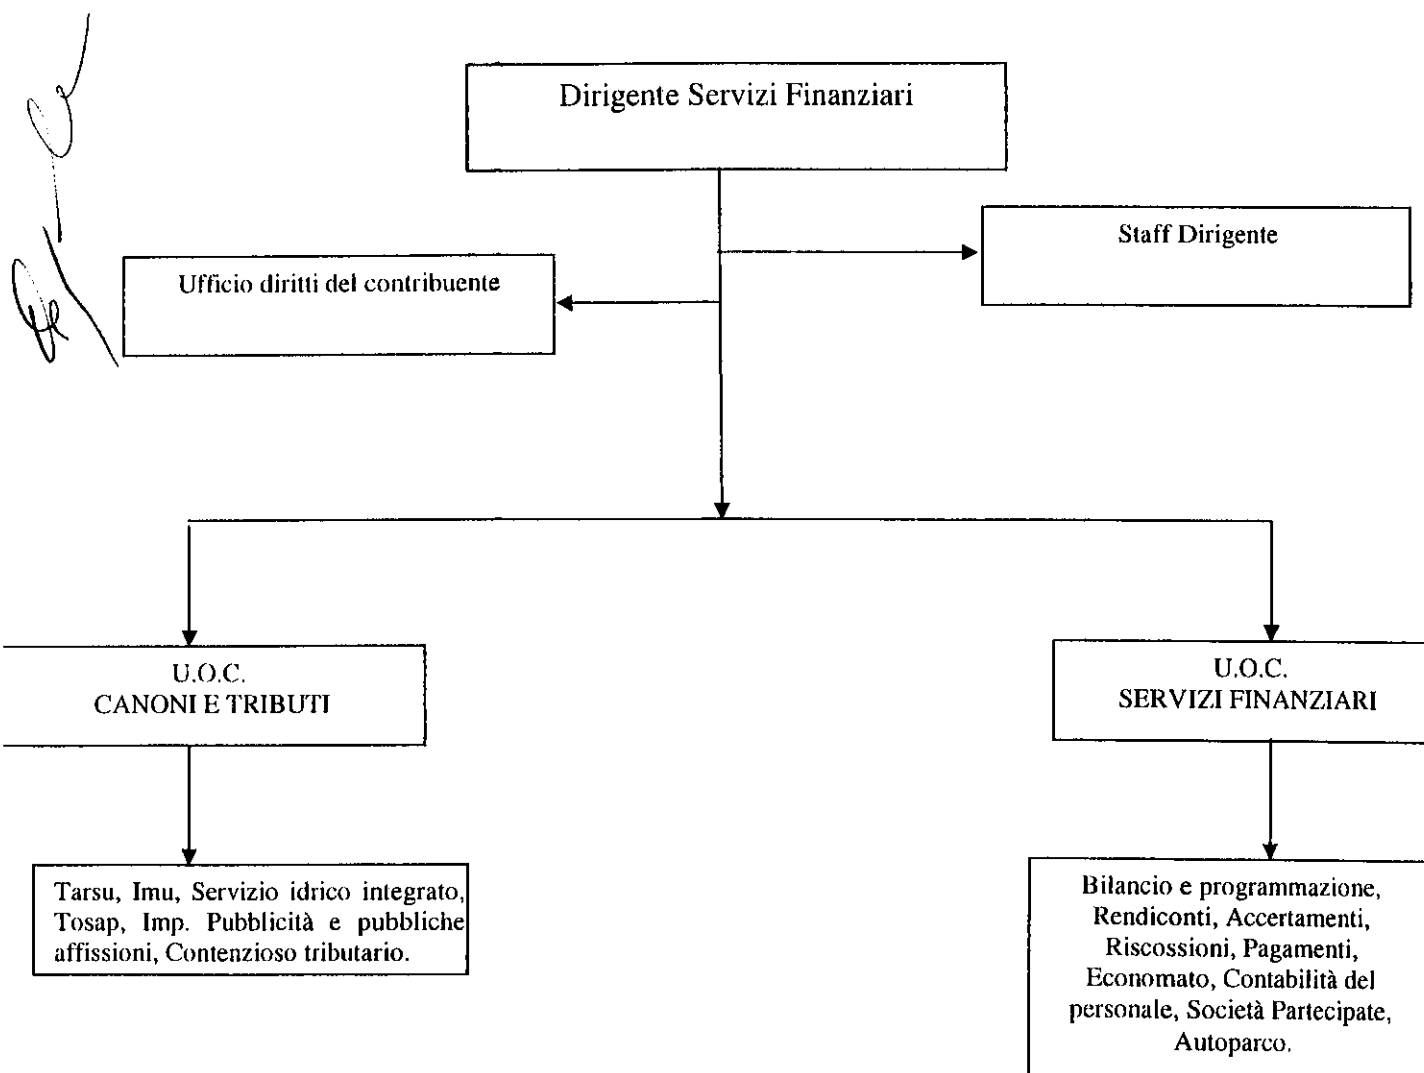 Dirigente Servizi Finanziari
Staff Dirigente
Ufficio diritti del contribuente
U.O.C.
CANONI E TRIBUTI
U.O.C.
SERVIZI FINANZIARI
Tarsu, Imu, Servizio idrico integrato,
Tosap, Imp. Pubblicità e pubbliche
affissioni, Contenzioso tributario.
Bilancio e programmazione,
Rendiconti, Accertamenti,
Riscossioni, Pagamenti,
Economato, Contabilità del
personale, Società Partecipate,
Autoparco.